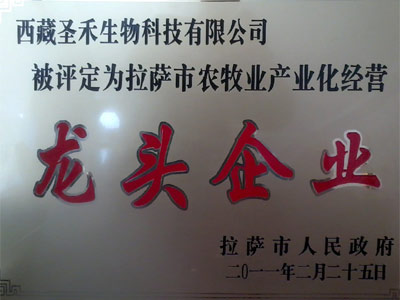 西藏圣禾生物科技有限公司
被评定为拉萨市农牧业产业化经营
龙头企业
拉萨市人民政府
二〇一一年二月二十五日